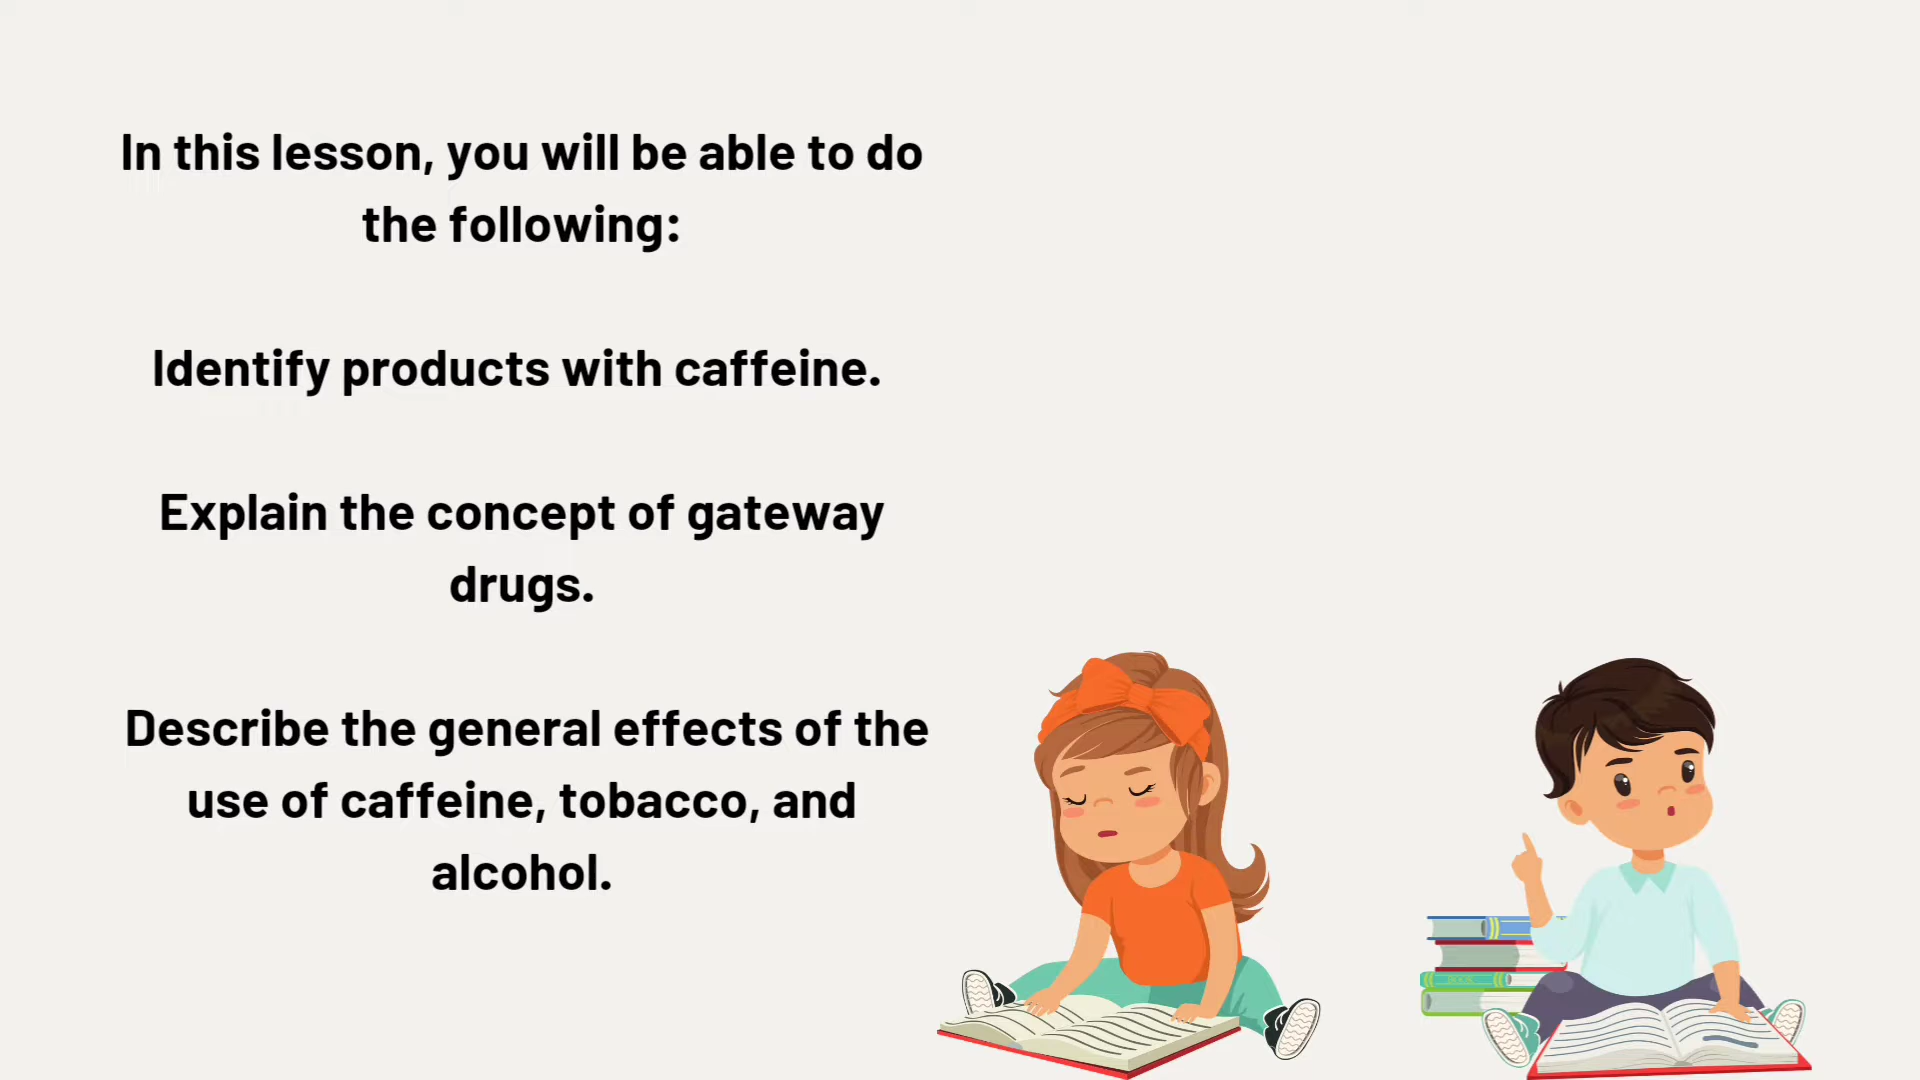 In this lesson, you will be able to do
the following:
Identify products with caffeine.
Explain the concept of gateway
drugs.
Describe the general effects of the
use of caffeine, tobacco, and
alcohol.